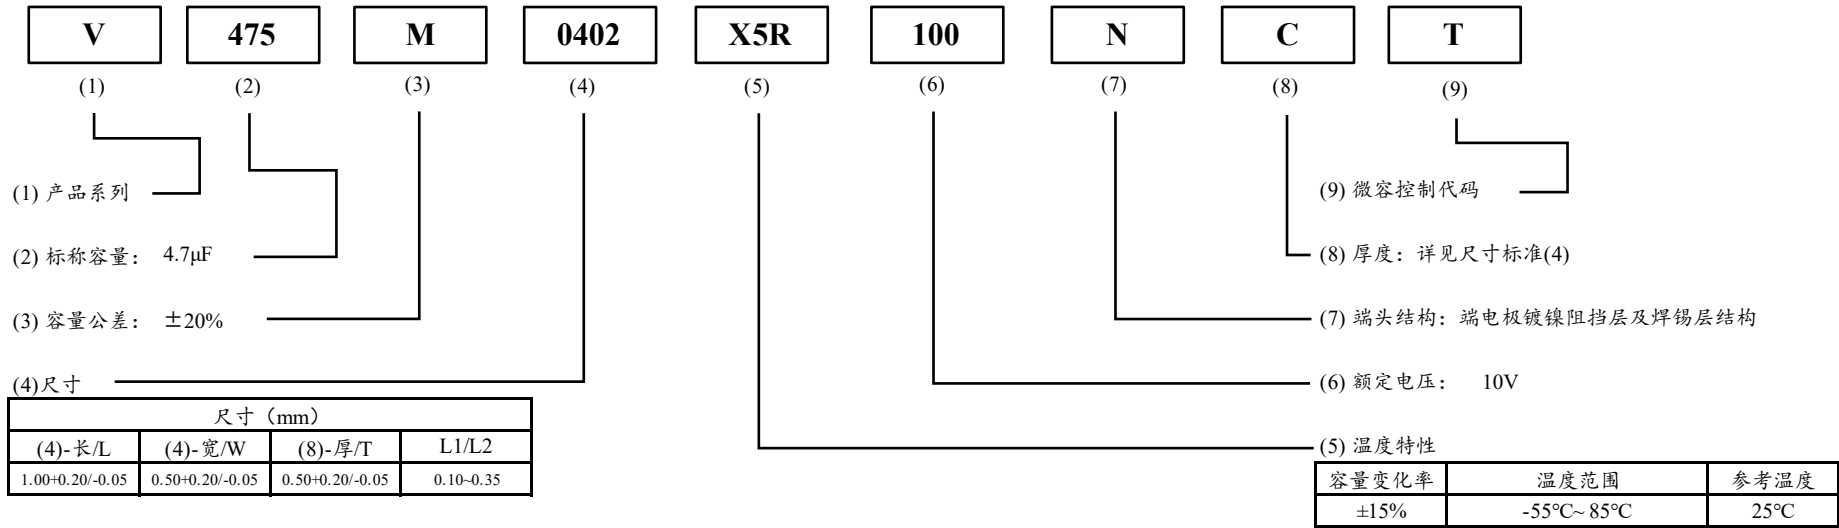 V 475 M 0402 X5R 100 N C T
(1) (2) (3) (4) (5) (6) (7) (8) (9)
(1) 产品系列
(9) 微容控制代码
(2) 标称容量： 4.7μF
(8) 厚度：详见尺寸标准(4)
(3) 容量公差： ±20%
(7) 端头结构：端电极镀镍阻挡层及焊锡层结构
(4)尺寸
(6) 额定电压： 10V
尺寸（mm）
(4)-长/L (4)-宽/W (8)-厚/T L1/L2
1.00+0.20/-0.05 0.50+0.20/-0.05 0.50+0.20/-0.05 0.10~0.35
(5) 温度特性
容量变化率 温度范围 参考温度
±15% -55℃~ 85℃ 25℃